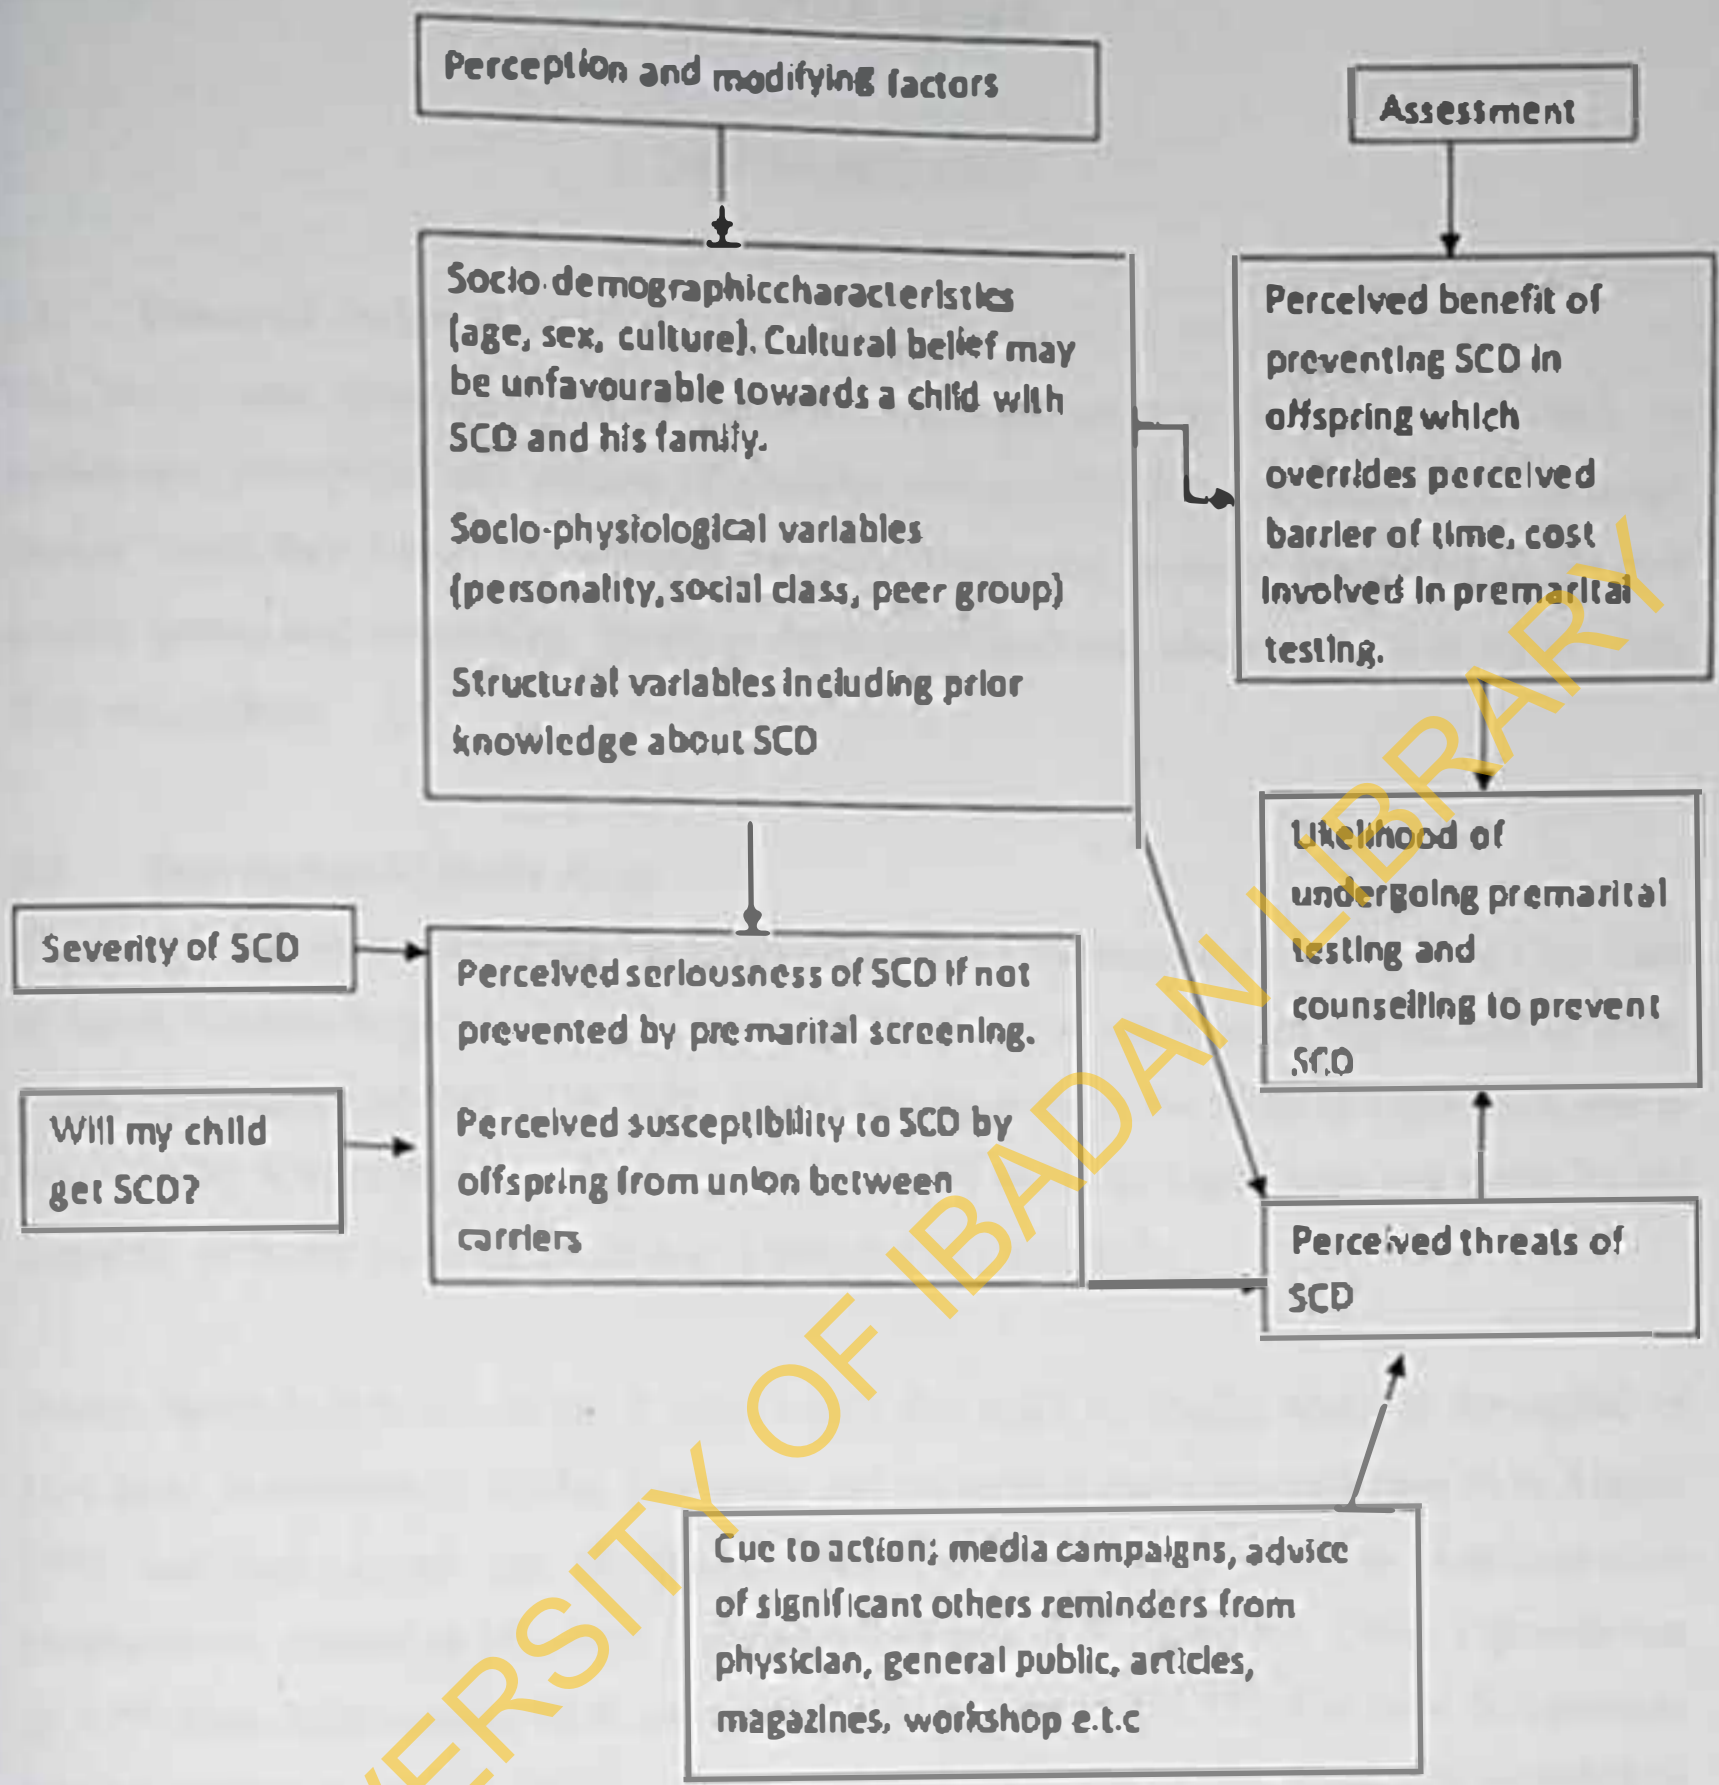 Perception and modifying factors
Assessment
Socio-demographiccharacteristics
(age, sex, culture). Cultural belief may
be unfavourable towards a child with
SCD and his family.
Socio-physiological variables
(personality, social class, peer group)
Structural variables including prior
knowledge about SCD
Perceived benefit of
preventing SCD in
offspring which
overrides perceived
barrier of time, cost
involved in premarital
testing.
Likelihood of
undergoing premarital
testing and
counselling to prevent
SCD
Severity of SCD
Will my child
get SCD?
Perceived seriousness of SCD if not
prevented by premarital screening.
Perceived susceptibility to SCD by
offspring from union between
carriers
Perceived threats of
SCD
Cue to action; media campaigns, advice
of significant others reminders from
physician, general public, articles,
magazines, workshop e.t.c
VERSITY OF IBADAN LIBRARY